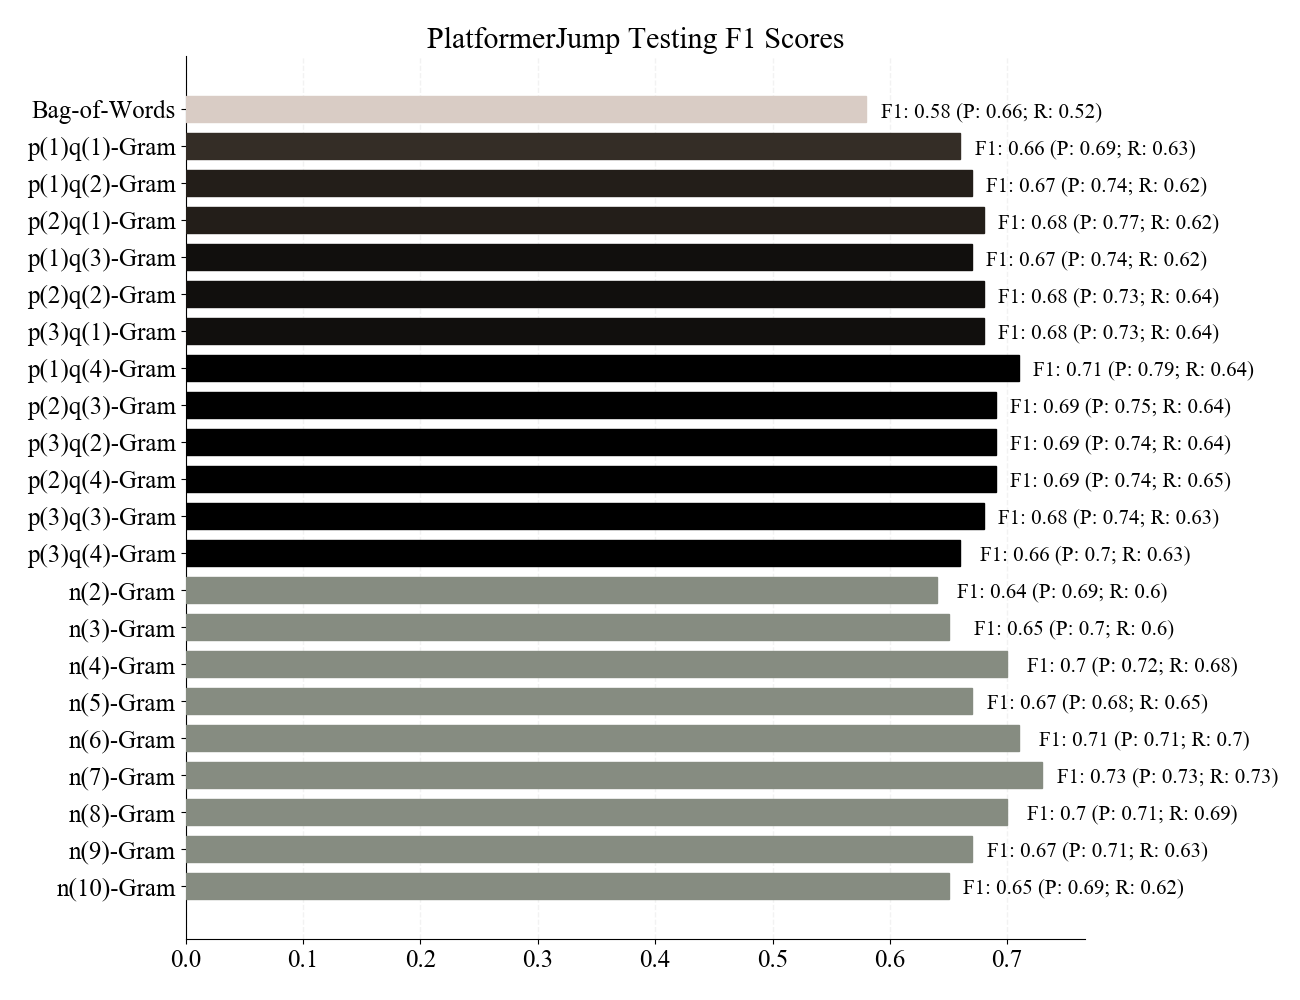 PlatformerJump Testing F1 Scores
Bag-of-Words F1: 0.58 (P: 0.66; R: 0.52)
p(1)q(1)-Gram F1: 0.66 (P: 0.69; R: 0.63)
p(1)q(2)-Gram F1: 0.67 (P: 0.74; R: 0.62)
p(2)q(1)-Gram F1: 0.68 (P: 0.77; R: 0.62)
p(1)q(3)-Gram F1: 0.67 (P: 0.74; R: 0.62)
p(2)q(2)-Gram F1: 0.68 (P: 0.73; R: 0.64)
p(3)q(1)-Gram F1: 0.68 (P: 0.73; R: 0.64)
p(1)q(4)-Gram F1: 0.71 (P: 0.79; R: 0.64)
p(2)q(3)-Gram F1: 0.69 (P: 0.75; R: 0.64)
p(3)q(2)-Gram F1: 0.69 (P: 0.74; R: 0.64)
p(2)q(4)-Gram F1: 0.69 (P: 0.74; R: 0.65)
p(3)q(3)-Gram F1: 0.68 (P: 0.74; R: 0.63)
p(3)q(4)-Gram F1: 0.66 (P: 0.7; R: 0.63)
n(2)-Gram F1: 0.64 (P: 0.69; R: 0.6)
n(3)-Gram F1: 0.65 (P: 0.7; R: 0.6)
n(4)-Gram F1: 0.7 (P: 0.72; R: 0.68)
n(5)-Gram F1: 0.67 (P: 0.68; R: 0.65)
n(6)-Gram F1: 0.71 (P: 0.71; R: 0.7)
n(7)-Gram F1: 0.73 (P: 0.73; R: 0.73)
n(8)-Gram F1: 0.7 (P: 0.71; R: 0.69)
n(9)-Gram F1: 0.67 (P: 0.71; R: 0.63)
n(10)-Gram F1: 0.65 (P: 0.69; R: 0.62)
0.0 0.1 0.2 0.3 0.4 0.5 0.6 0.7